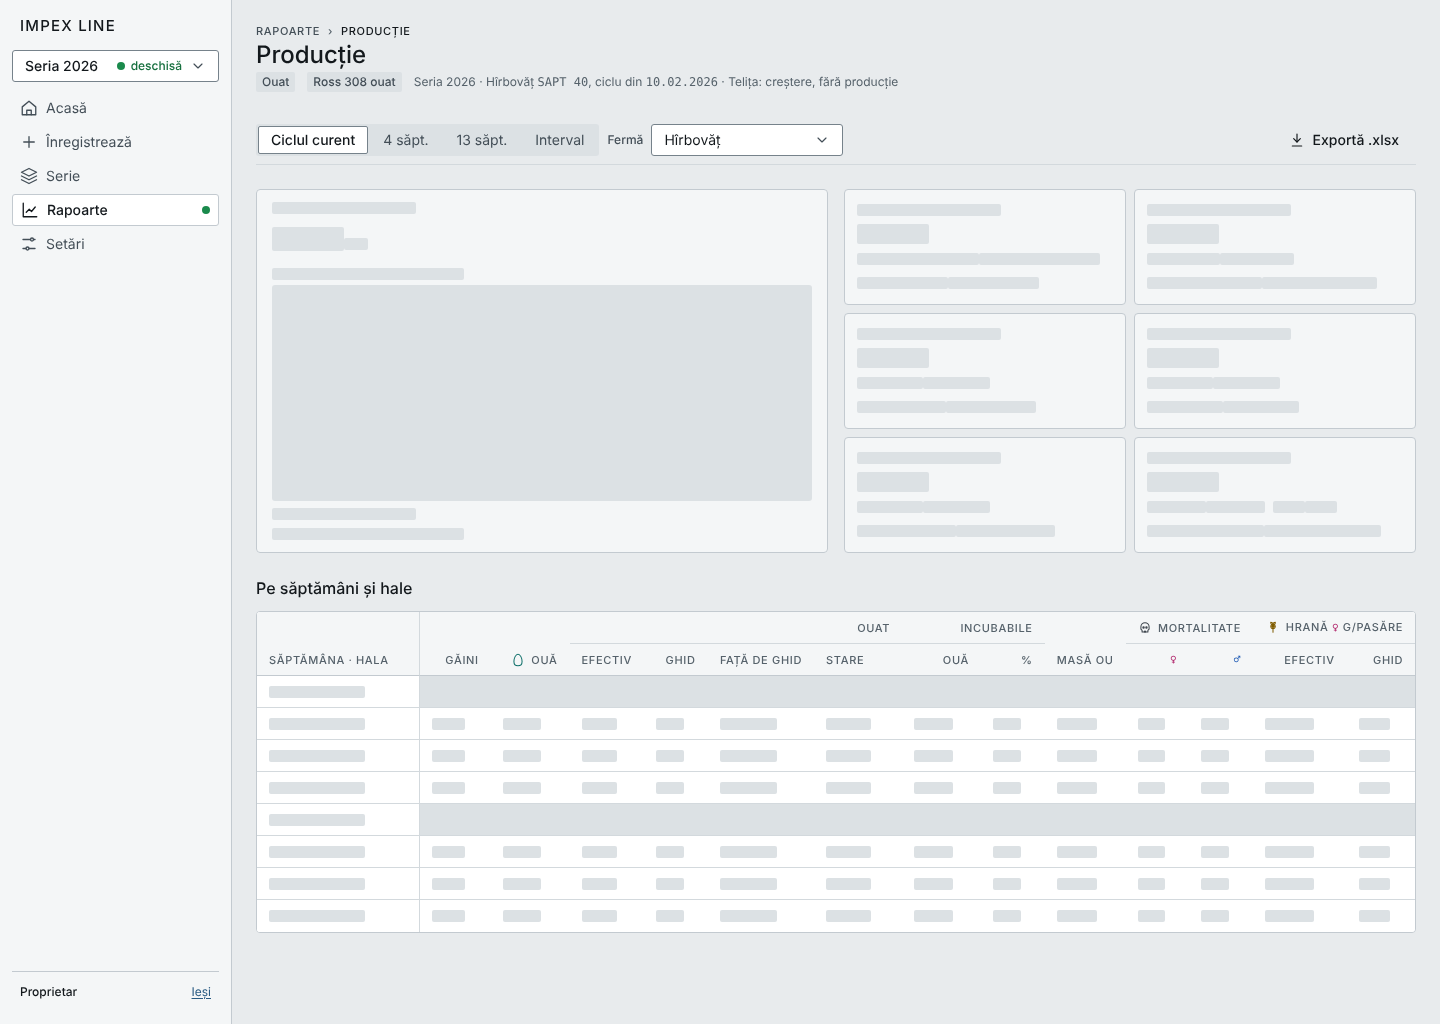 IMPEX LINE
Seria 2026 deschisă
Acasă
Înregistrează
Serie
Rapoarte
Setări
Proprietar Ieși
RAPOARTE › PRODUCȚIE
Producție
Ouat Ross 308 ouat Seria 2026 · Hîrbovăț SAPT 40, ciclu din 10.02.2026 · Telița: creștere, fără producție
Ciclul curent 4 săpt. 13 săpt. Interval Fermă Hîrbovăț Exportă .xlsx
Pe săptămâni și hale
OUAT INCUBABILE MORTALITATE HRANĂ ♀ G/PASĂRE
SĂPTĂMÂNA · HALA GĂINI OUĂ EFECTIV GHID FAȚĂ DE GHID STARE OUĂ % MASĂ OU ♀ ♂ EFECTIV GHID